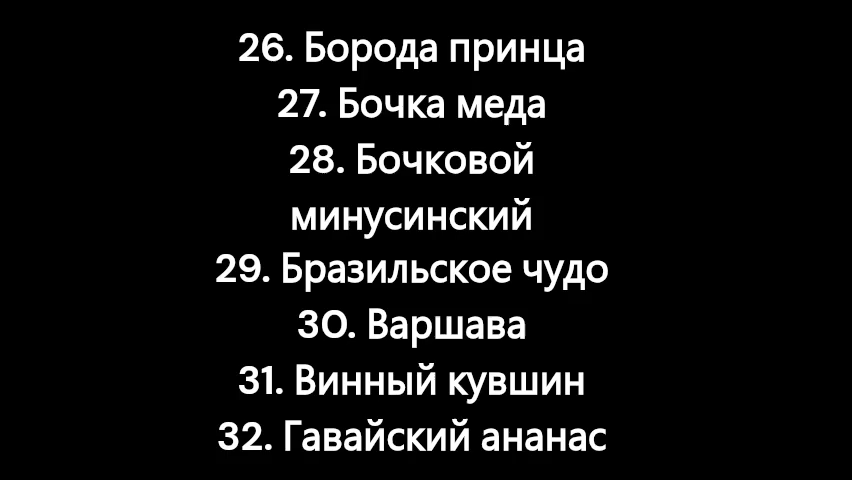 26. Борода принца
27. Бочка меда
28. Бочковой
минусинский
29. Бразильское чудо
30. Варшава
31. Винный кувшин
32. Гавайский ананас